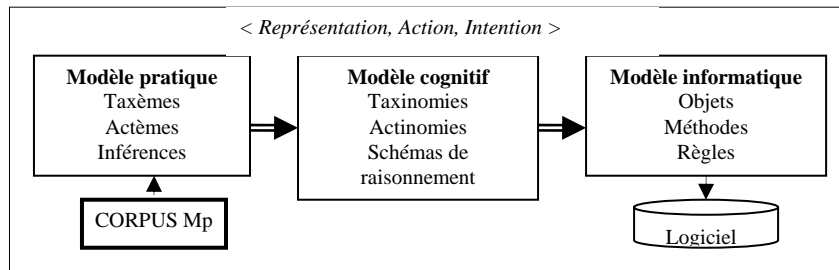 < Représentation, Action, Intention >
Modèle pratique
Taxèmes
Actèmes
Inférences
Modèle cognitif
Taxinomies
Actinomies
Schémas de
raisonnement
Modèle informatique
Objets
Méthodes
Règles
CORPUS Mp
Logiciel